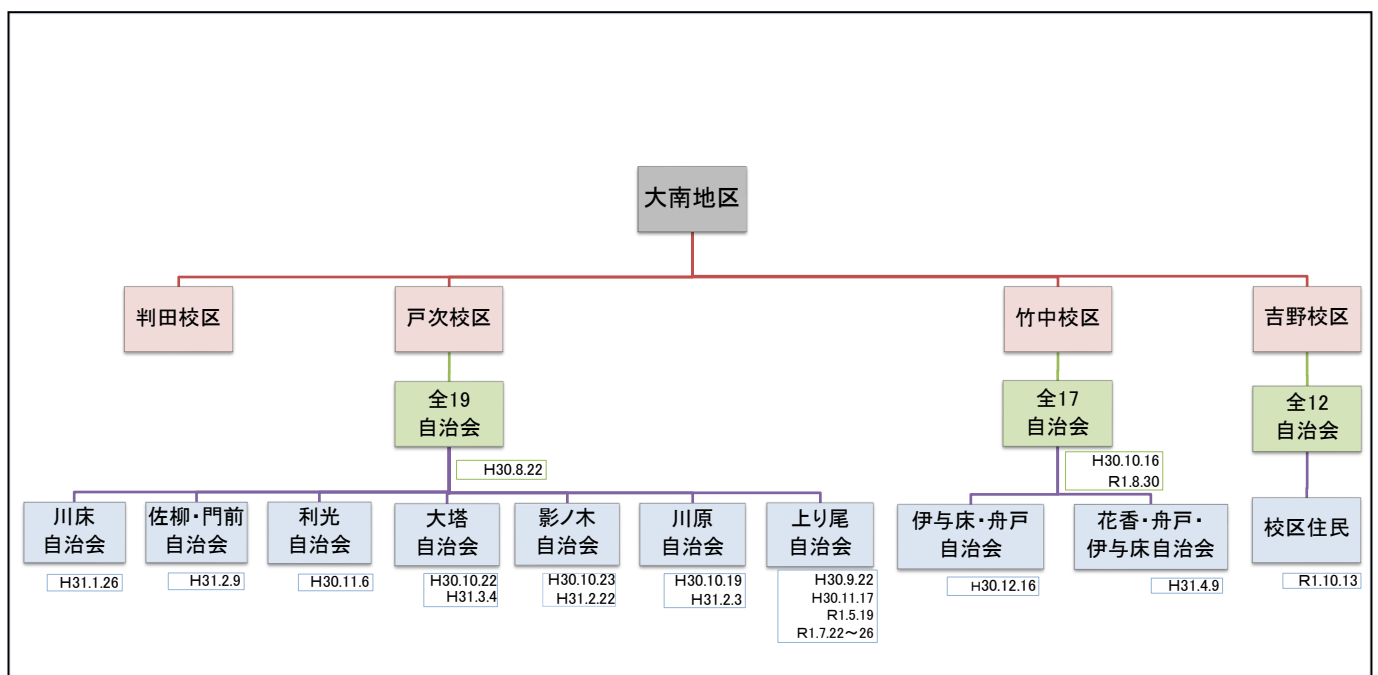 大南地区
判田校区
戸次校区
竹中校区
吉野校区
全19
自治会
全17
自治会
全12
自治会
H30.8.22
H30.10.16
R1.8.30
川床
自治会
佐柳・門前
自治会
利光
自治会
大塔
自治会
影ノ木
自治会
川原
自治会
上り尾
自治会
伊与床・舟戸
自治会
花香・舟戸・
伊与床自治会
校区住民
H31.1.26
H31.2.9
H30.11.6
H30.10.22
H31.3.4
H30.10.23
H31.2.22
H30.10.19
H31.2.3
H30.9.22
H30.11.17
R1.5.19
R1.7.22～26
H30.12.16
H31.4.9
R1.10.13